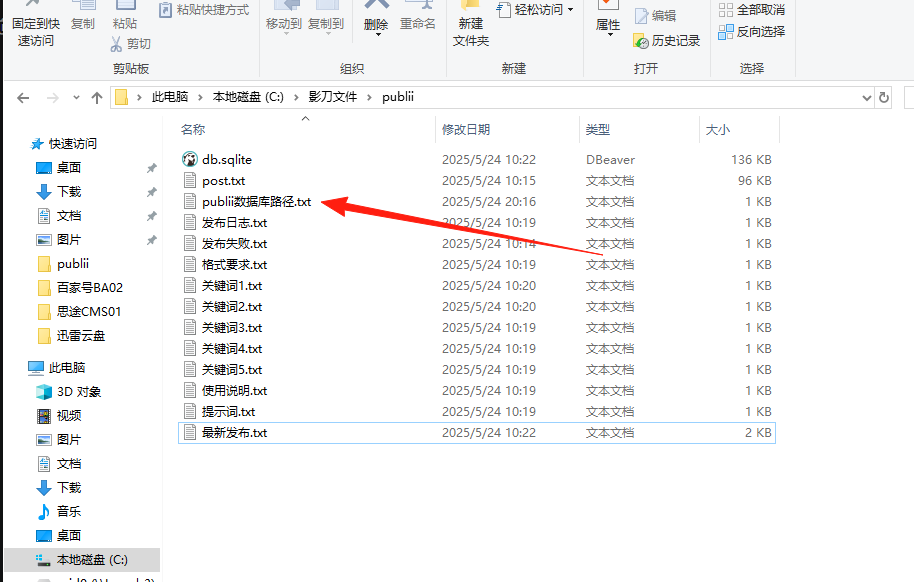 固定到快速访问
复制
粘贴
剪切
粘贴快捷方式
剪贴板
移动到
复制到
删除
重命名
组织
新建文件夹
轻松访问
新建
属性
编辑
历史记录
打开
全部取消
反向选择
选择
此电脑 > 本地磁盘 (C:) > 影刀文件 > publii
名称 修改日期 类型 大小
快速访问
桌面
下载
文档
图片
publii
百家号BA02
思途CMS01
迅雷云盘
此电脑
3D 对象
视频
图片
文档
下载
音乐
桌面
本地磁盘 (C:)
db.sqlite 2025/5/24 10:22 DBeaver 136 KB
post.txt 2025/5/24 10:15 文本文档 96 KB
publii数据库路径.txt 2025/5/24 20:16 文本文档 1 KB
发布日志.txt 2025/5/24 10:19 文本文档 1 KB
发布失败.txt 2025/5/24 10:14 文本文档 1 KB
格式要求.txt 2025/5/24 10:19 文本文档 1 KB
关键词1.txt 2025/5/24 10:20 文本文档 1 KB
关键词2.txt 2025/5/24 10:20 文本文档 1 KB
关键词3.txt 2025/5/24 10:19 文本文档 1 KB
关键词4.txt 2025/5/24 10:19 文本文档 1 KB
关键词5.txt 2025/5/24 10:19 文本文档 1 KB
使用说明.txt 2025/5/24 10:19 文本文档 1 KB
提示词.txt 2025/5/24 10:19 文本文档 1 KB
最新发布.txt 2025/5/24 10:22 文本文档 2 KB